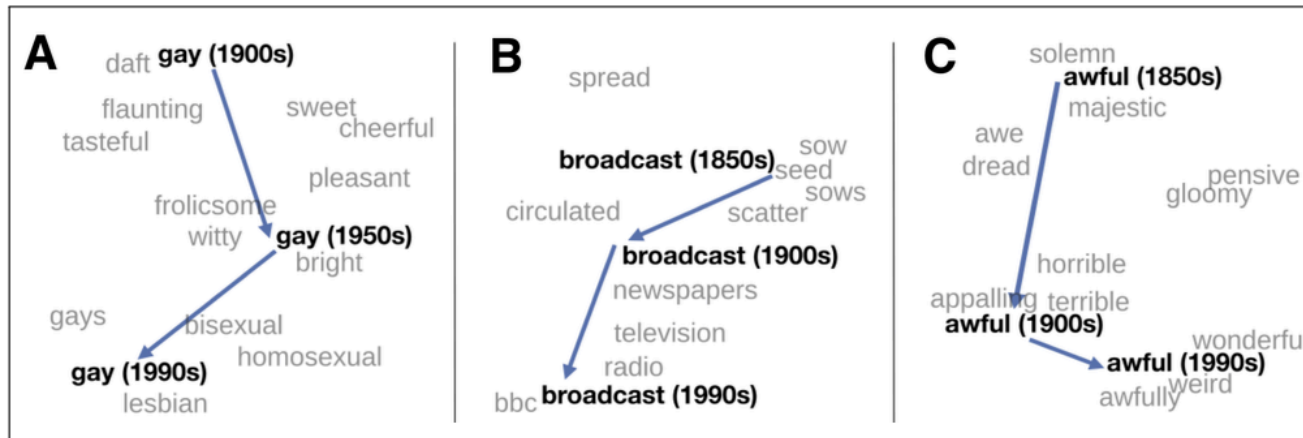 A
daft gay (1900s)
flaunting
sweet
cheerful
tasteful
pleasant
frolicsome
witty
gay (1950s)
bright
gays
bisexual
homosexual
gay (1990s)
lesbian
B
spread
broadcast (1850s)
sow
seed
sows
circulated
scatter
broadcast (1900s)
newspapers
television
radio
bbc broadcast (1990s)
C
solemn
awful (1850s)
majestic
awe
dread
pensive
gloomy
horrible
appalling terrible
awful (1900s)
wonderfu
awful (1990s)
weird
awfully